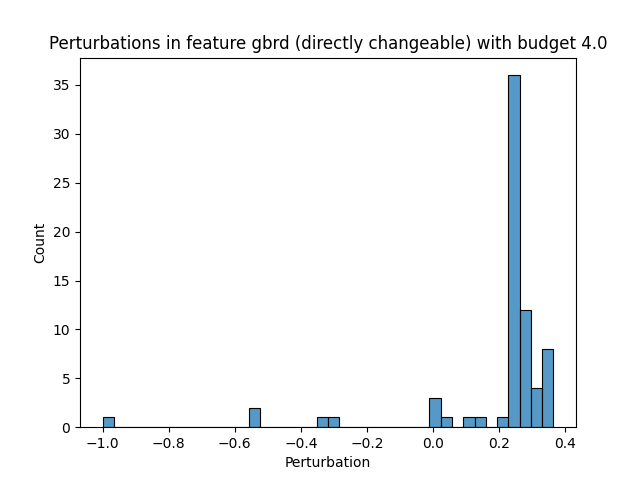 Perturbations in feature gbrd (directly changeable) with budget 4.0
35
30
25
20
15
10
5
0
Count
−1.0 −0.8 −0.6 −0.4 −0.2 0.0 0.2 0.4
Perturbation